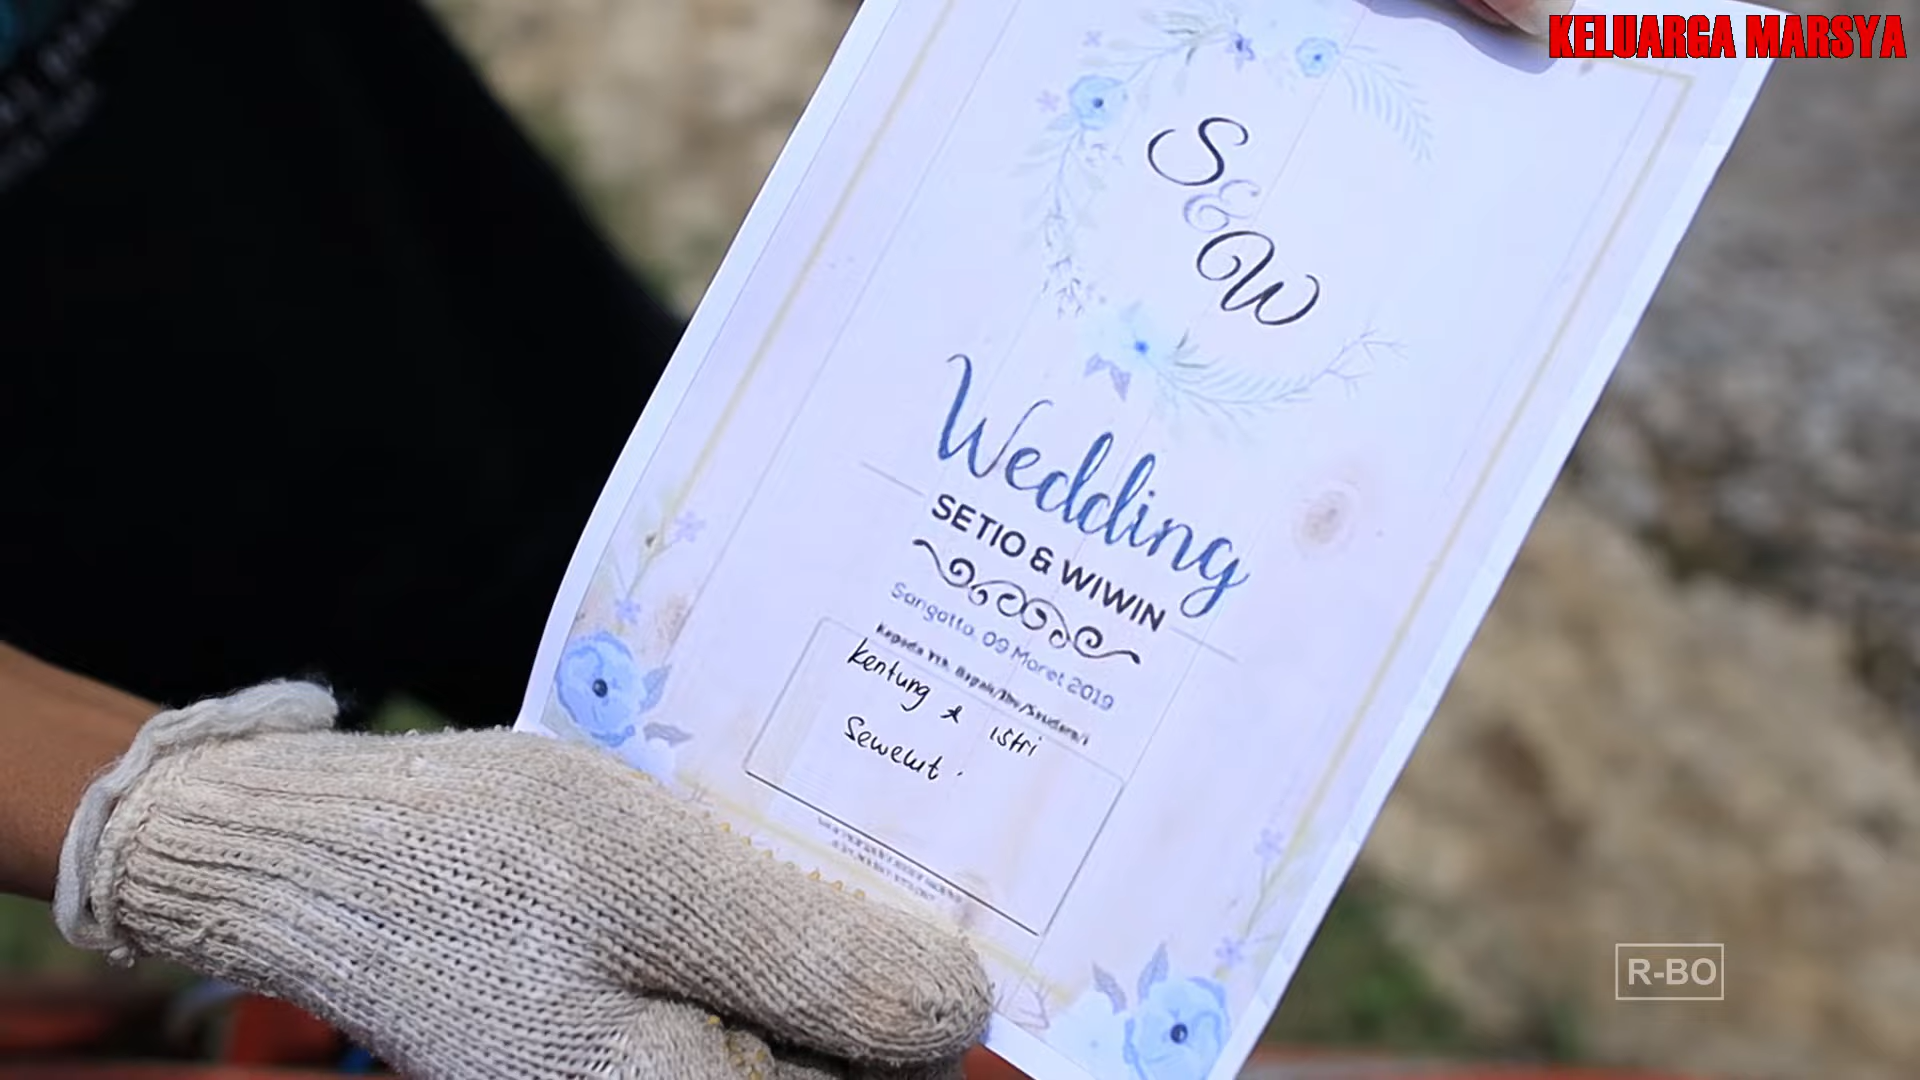 KELUARGA MARSYA
S
&
W
Wedding
SETIO & WIWIN
Sangatta, 09 Maret 2019
Kepada Yth. Bapak/Ibu/Saudara/i
kentung & istri
Sewewt
R-BO